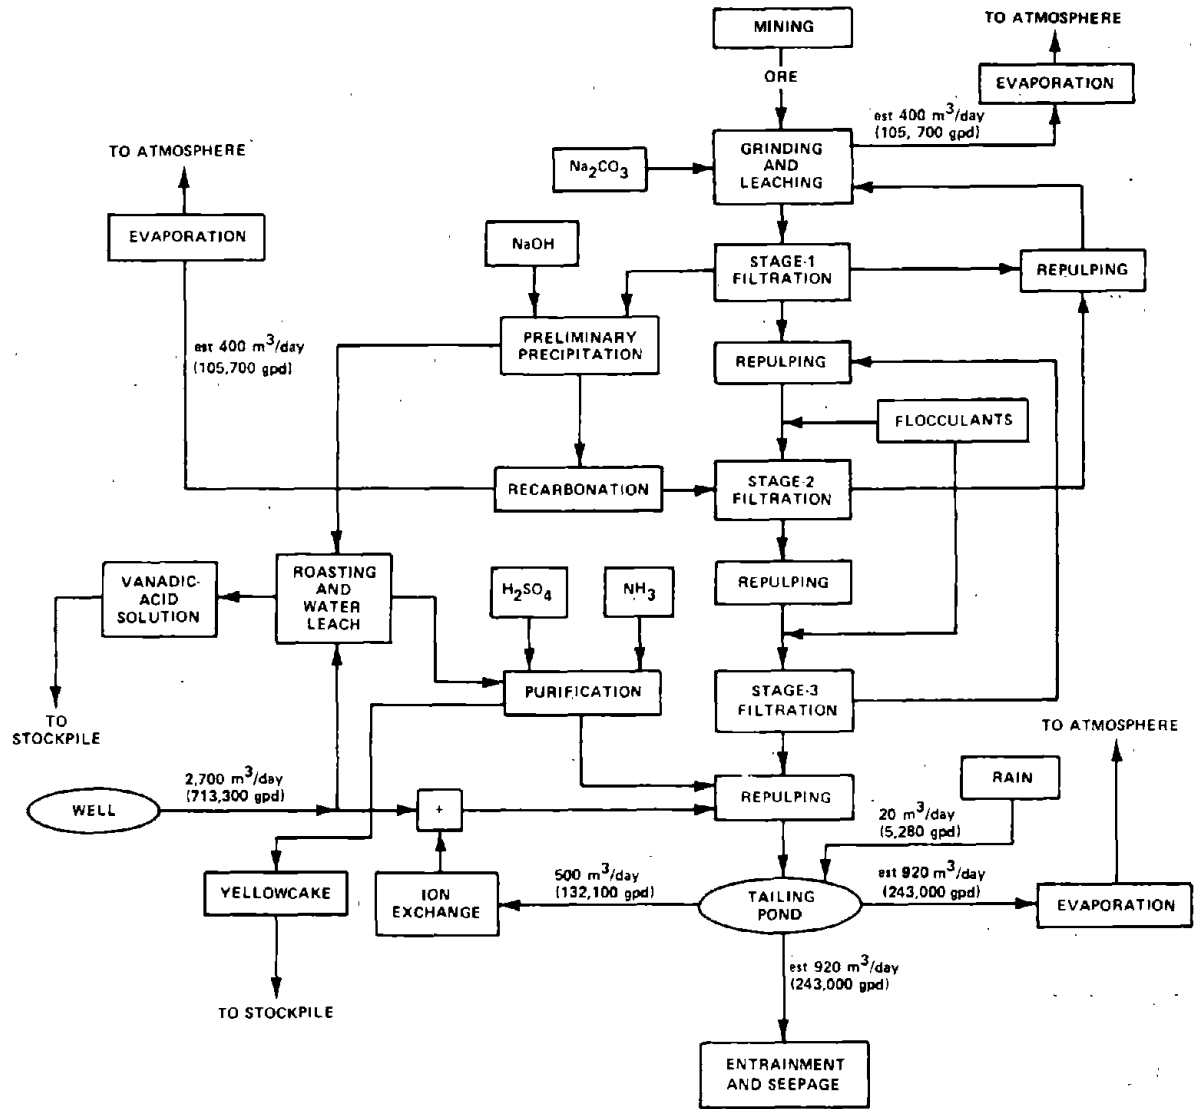 MINING
TO ATMOSPHERE
ORE
EVAPORATION
est 400 m³/day
(105, 700 gpd)
TO ATMOSPHERE
Na₂CO₃
GRINDING
AND
LEACHING
EVAPORATION
NaOH
STAGE-1
FILTRATION
REPULPING
est 400 m³/day
(105,700 gpd)
PRELIMINARY
PRECIPITATION
REPULPING
FLOCCULANTS
RECARBONATION
STAGE-2
FILTRATION
VANADIC-
ACID
SOLUTION
ROASTING
AND
WATER
LEACH
H₂SO₄
NH₃
REPULPING
PURIFICATION
STAGE-3
FILTRATION
TO
STOCKPILE
TO ATMOSPHERE
2,700 m³/day
(713,300 gpd)
WELL
+
REPULPING
RAIN
20 m³/day
(5,280 gpd)
YELLOWCAKE
ION
EXCHANGE
500 m³/day
(132,100 gpd)
TAILING
POND
est 920 m³/day
(243,000 gpd)
EVAPORATION
est 920 m³/day
(243,000 gpd)
TO STOCKPILE
ENTRAINMENT
AND SEEPAGE